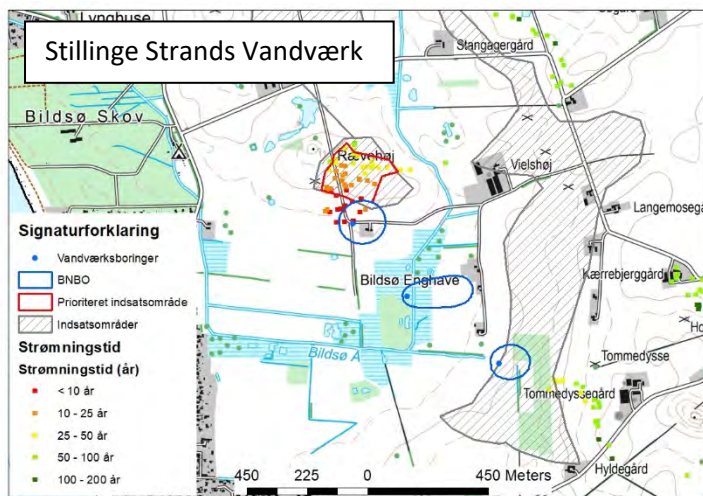 Lynghuse
Stillinge Strands Vandværk
Stangagergård
Bildsø Skov
Rævehøj
Vielshøj
Langemosegå
Signaturforklaring
Vandværksboringer
BNBO
Prioriteret indsatsområde
Indsatsområder
Strømningstid
Strømningstid (år)
< 10 år
10 - 25 år
25 - 50 år
50 - 100 år
100 - 200 år
Bildsø Enghave
Kærrebjerggård
Ho
Bildsø Å
Tommedysse
Tommedyssegård
Hyldegård
450 225 0 450 Meters